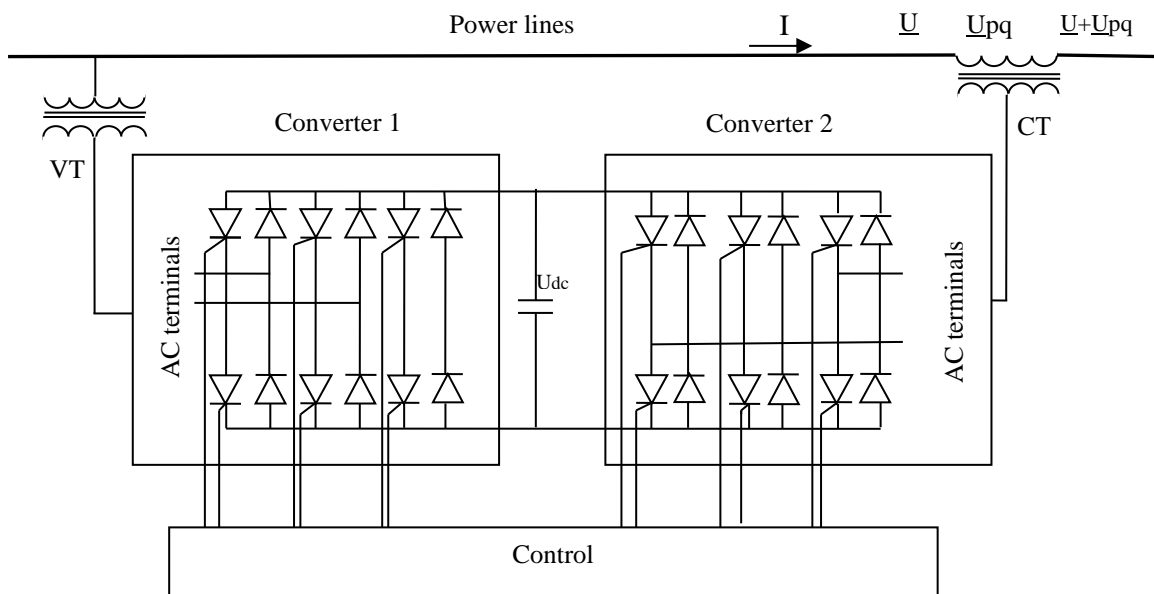 Power lines
I
U
Upq
U+Upq
Converter 1
Converter 2
VT
CT
AC terminals
Udc
AC terminals
Control